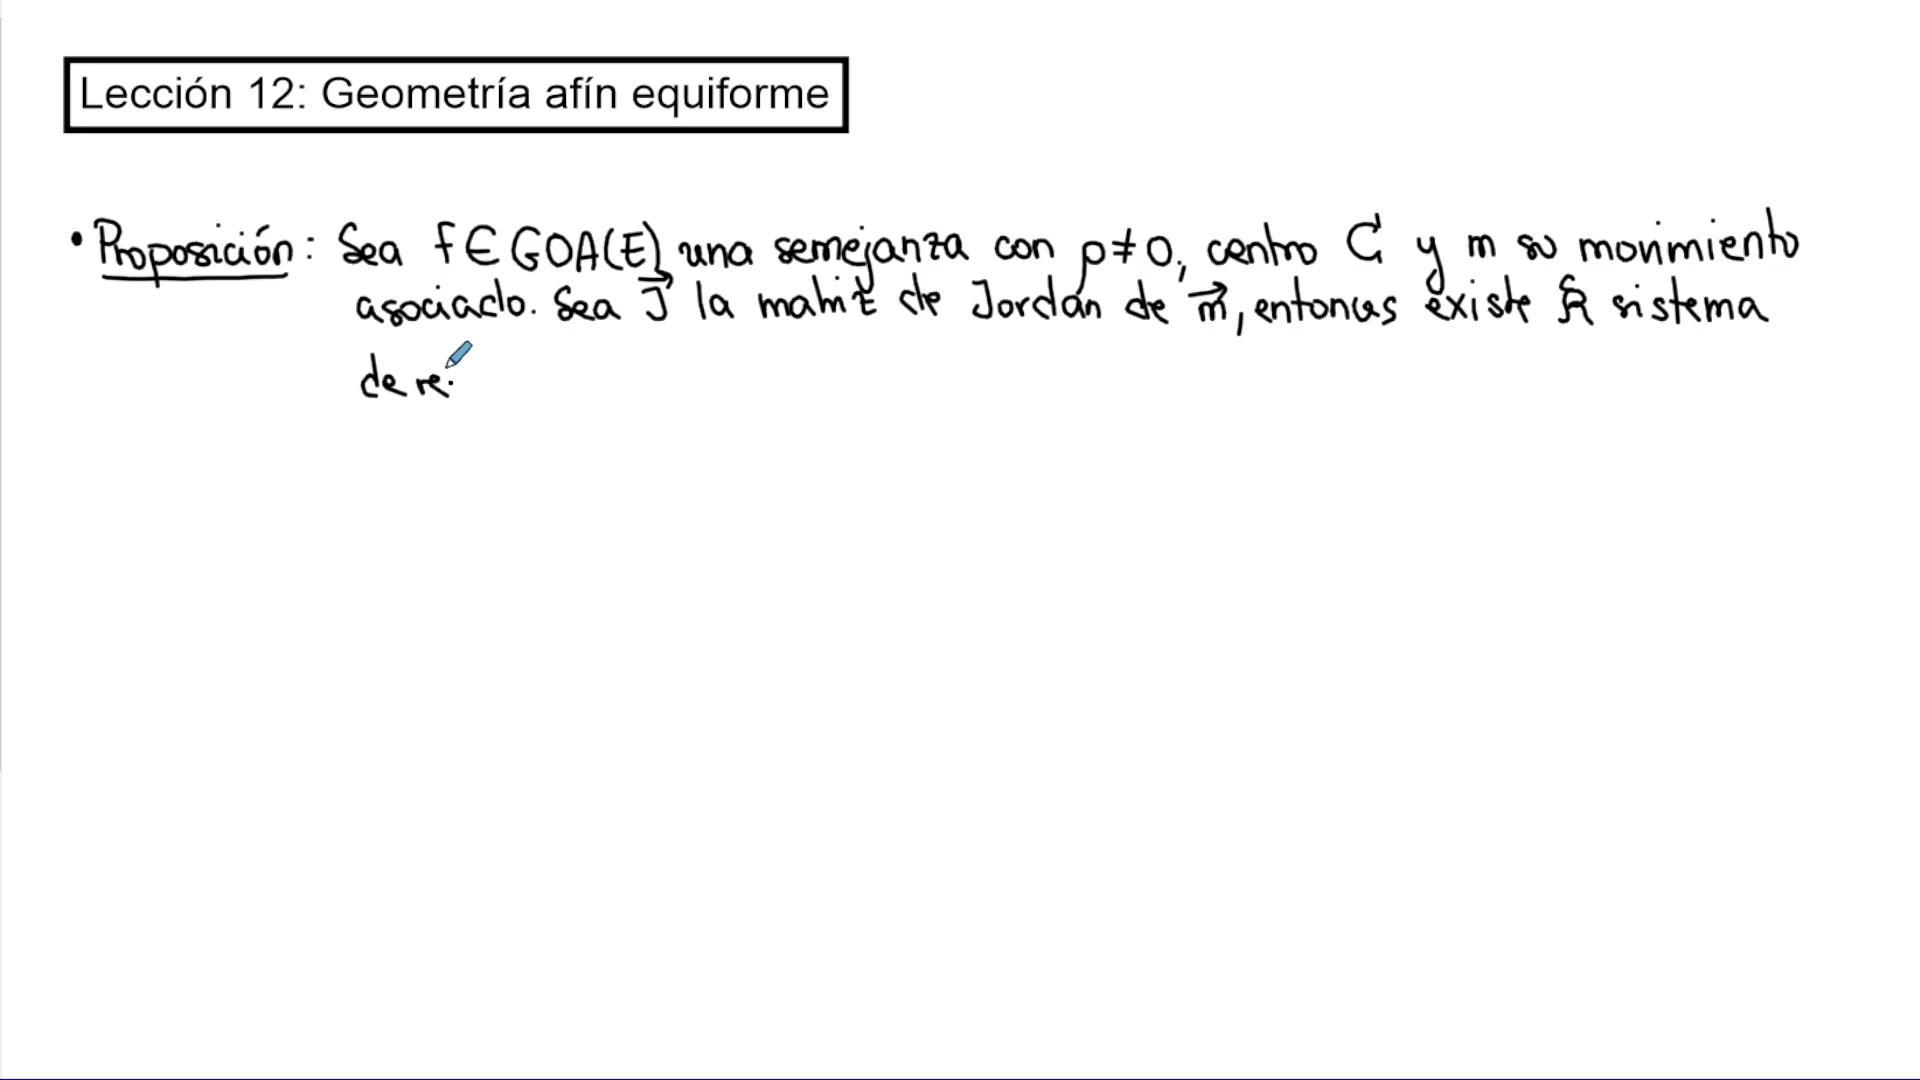 Lección 12: Geometría afín equiforme
• Proposición: Sea f∈GOA(E) una semejanza con ρ≠0, centro C y m su movimiento
asociado. Sea J⃗ la matriz de Jordan de m⃗, entonces existe ℛ sistema
de re